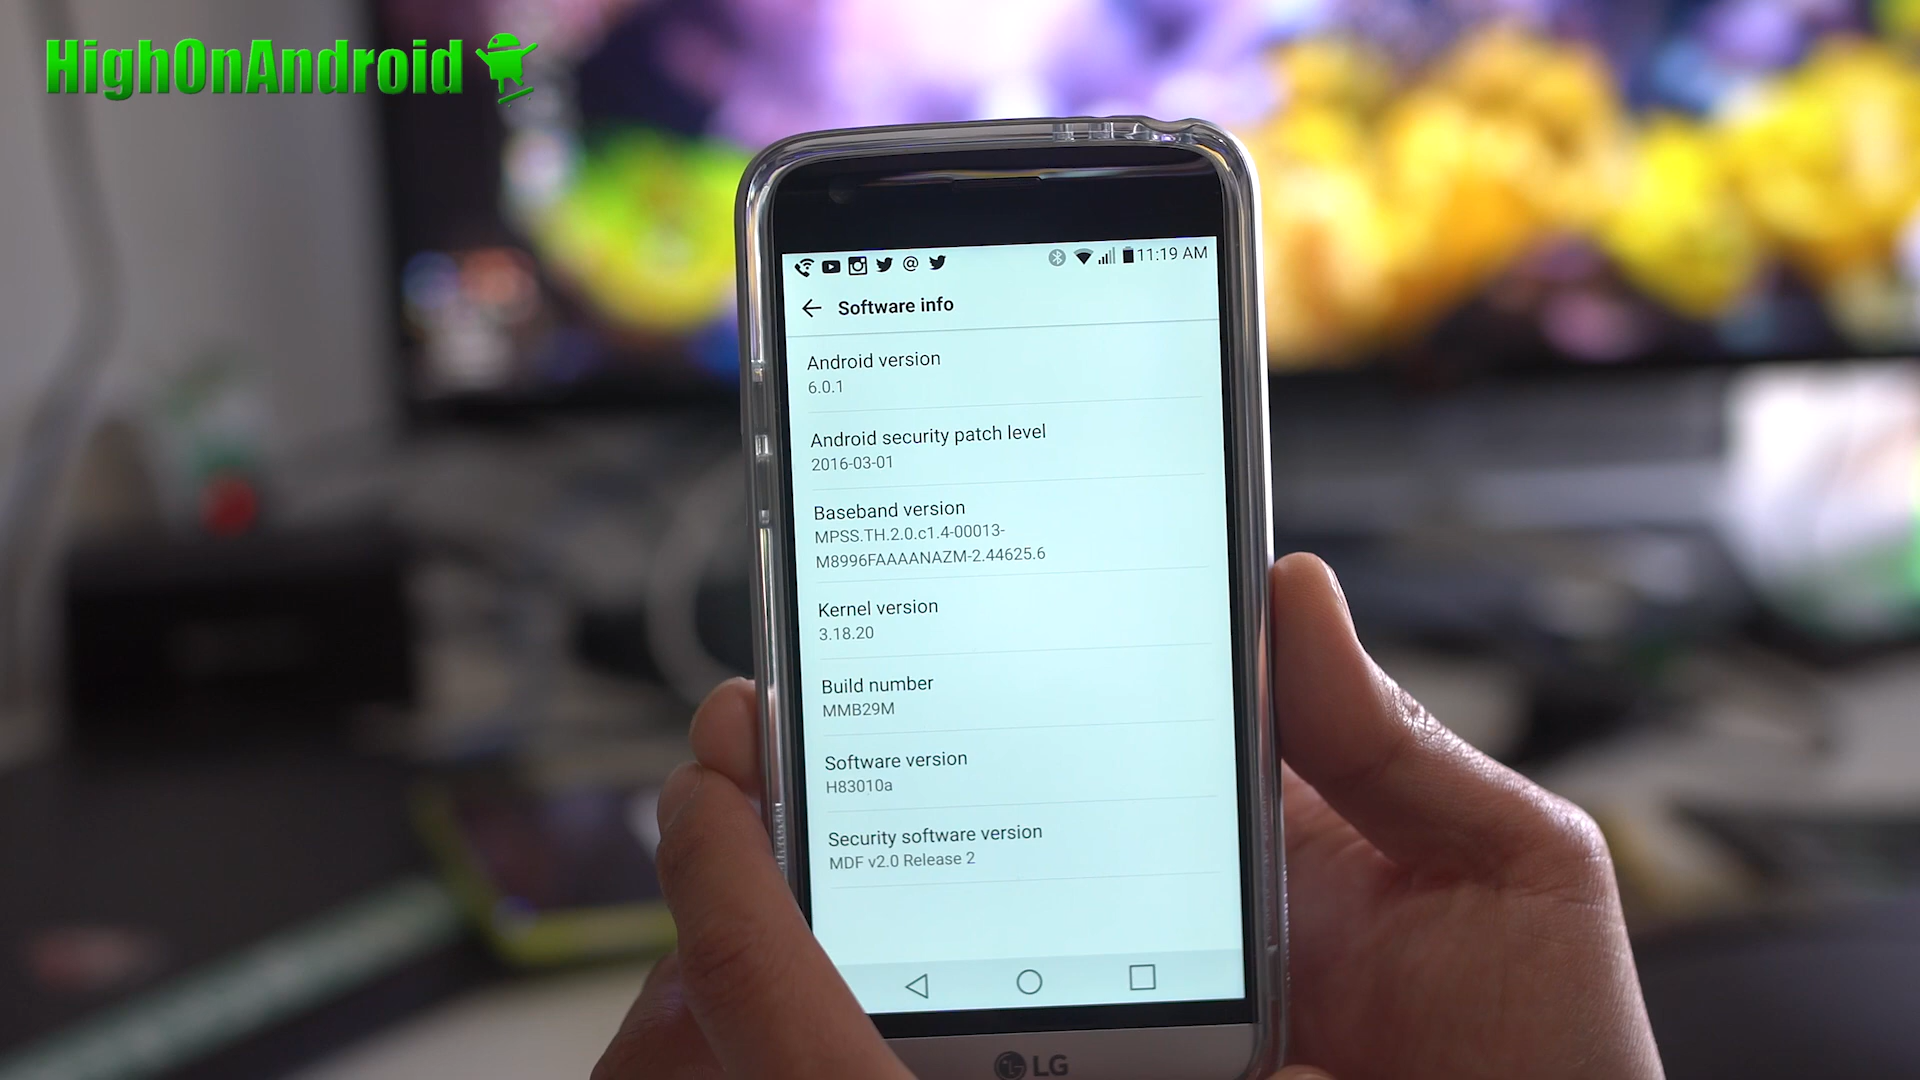 HighOnAndroid
@
11:19 AM
Software info
Android version
6.0.1
Android security patch level
2016-03-01
Baseband version
MPSS.TH.2.0.c1.4-00013-
M8996FAAAANAZM-2.44625.6
Kernel version
3.18.20
Build number
MMB29M
Software version
H83010a
Security software version
MDF v2.0 Release 2
LG